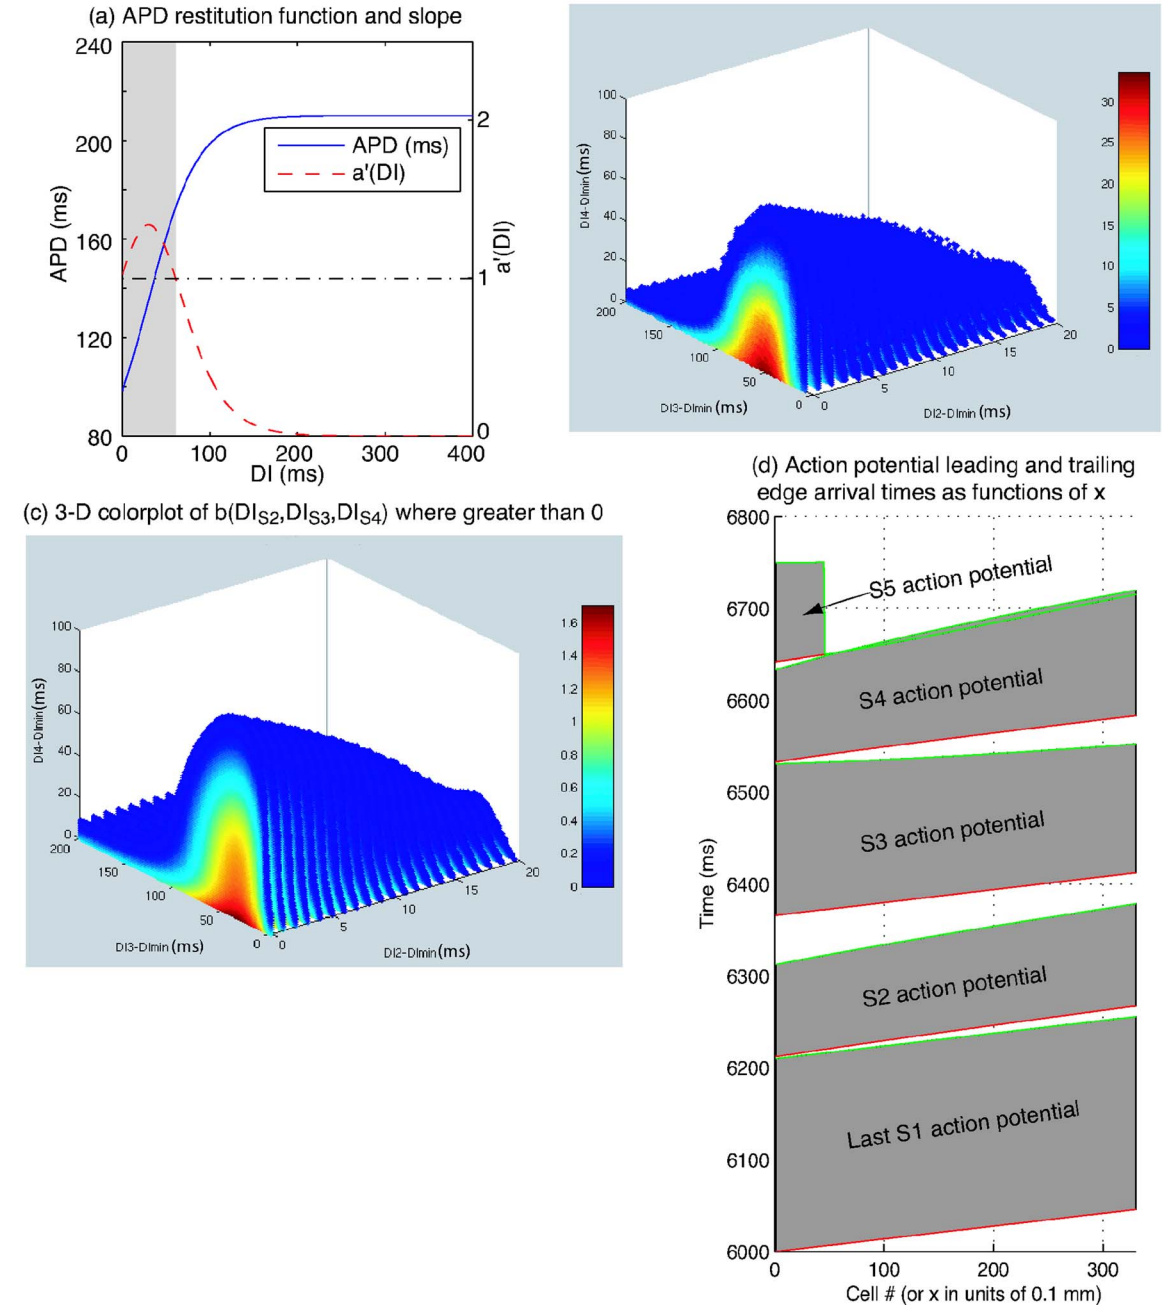 (a) APD restitution function and slope
240
200
160
120
80
APD (ms)
APD (ms)
a'(DI)
2
1
0
a'(DI)
0 100 200 300 400
DI (ms)
100
80
60
40
20
0
DI4-DImin(ms)
200
150
100
50
0
DI3-DImin (ms)
0
5
10
15
20
DI2-DImin (ms)
30
25
20
15
10
5
0
(c) 3-D colorplot of b(DIS2,DIS3,DIS4) where greater than 0
100
80
60
40
20
0
DI4-DImin(ms)
200
150
100
50
0
DI3-DImin(ms)
0
5
10
15
20
DI2-DImin(ms)
1.6
1.4
1.2
1
0.8
0.6
0.4
0.2
0
(d) Action potential leading and trailing
edge arrival times as functions of x
6800
6700
6600
6500
6400
6300
6200
6100
6000
Time (ms)
S5 action potential
S4 action potential
S3 action potential
S2 action potential
Last S1 action potential
0 100 200 300
Cell # (or x in units of 0.1 mm)